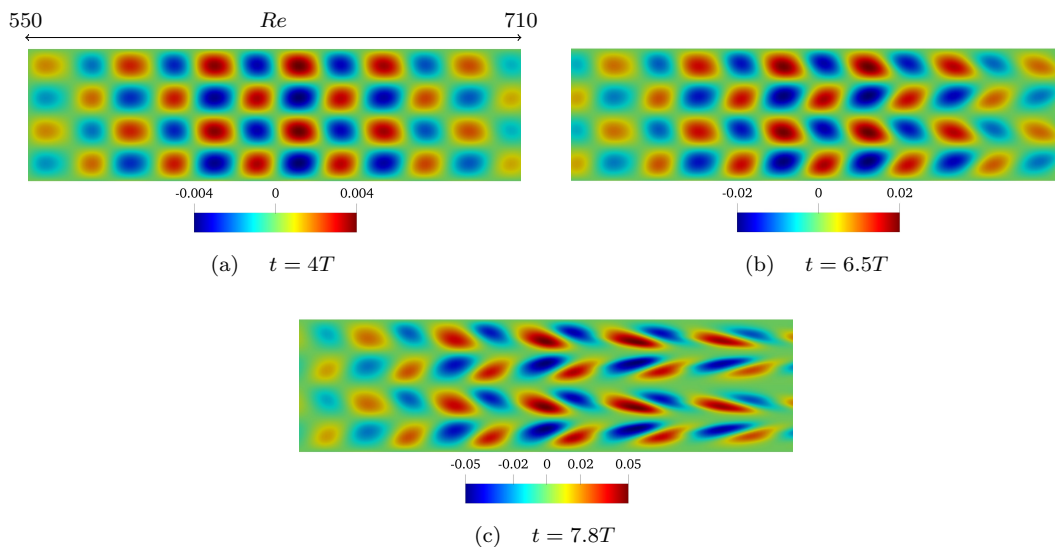 550 Re 710
-0.004 0 0.004
(a) t = 4T
-0.02 0 0.02
(b) t = 6.5T
-0.05 -0.02 0 0.02 0.05
(c) t = 7.8T